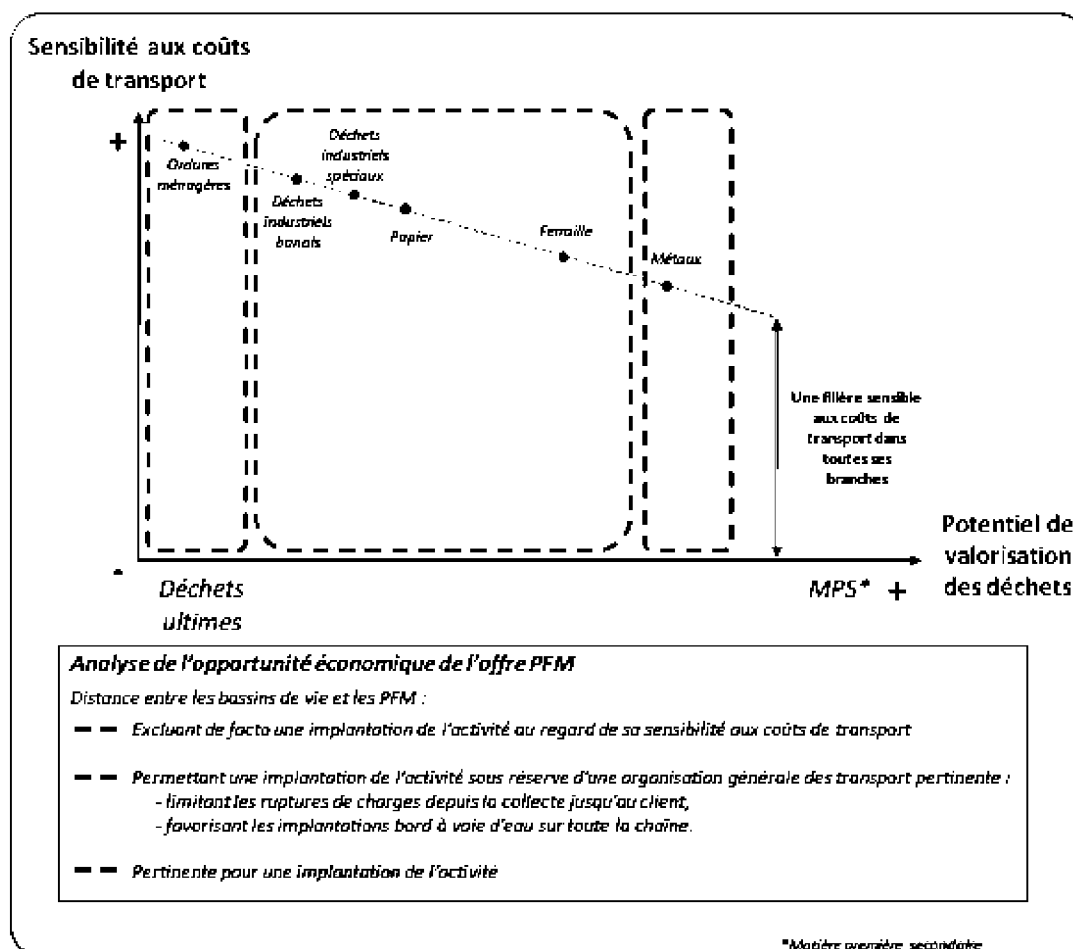 Sensibilité aux coûts
de transport
+
Ordures
ménagères
Déchets
industriels
banals
Déchets
industriels
spéciaux
Papier
Ferraille
Métaux
Une filière sensible
aux coûts de
transport dans
toutes ses
branches
-
Déchets
ultimes
MPS* +
Potentiel de
valorisation
des déchets
Analyse de l'opportunité économique de l'offre PFM
Distance entre les bassins de vie et les PFM :
Excluant de facto une implantation de l'activité au regard de sa sensibilité aux coûts de transport
Permettant une implantation de l'activité sous réserve d'une organisation générale des transport pertinente :
- limitant les ruptures de charges depuis la collecte jusqu'au client,
- favorisant les implantations bord à voie d'eau sur toute la chaîne.
Pertinente pour une implantation de l'activité
*Matière première secondaire